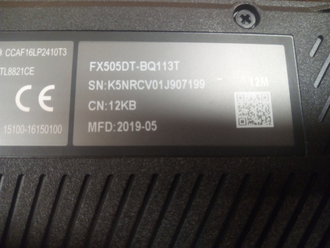 CCAF16LP2410T3
TL8821CE
CE
15100-16150100
FX505DT-BQ113T
SN:K5NRCV01J907199
12M
CN:12KB
MFD:2019-05